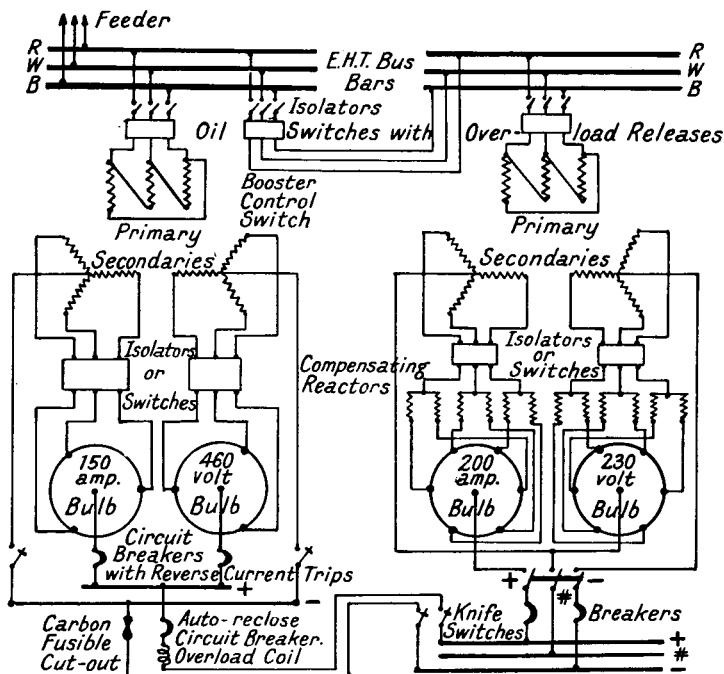 Feeder
R
W
B
E.H.T. Bus
Bars
R
W
B
Isolators
Oil
Switches with
Over-
load Releases
Booster
Control
Switch
Primary
Primary
Secondaries
Secondaries
Isolators
or
Switches
Compensating
Reactors
Isolators
or
Switches
150
amp.
Bulb
460
volt
Bulb
200
amp.
Bulb
230
volt
Bulb
Circuit
Breakers
with Reverse Current Trips
+
-
+
#
-
Carbon
Fusible
Cut-out
Auto-reclose
Circuit Breaker.
Overload Coil
Knife
Switches
Breakers
+
#
-